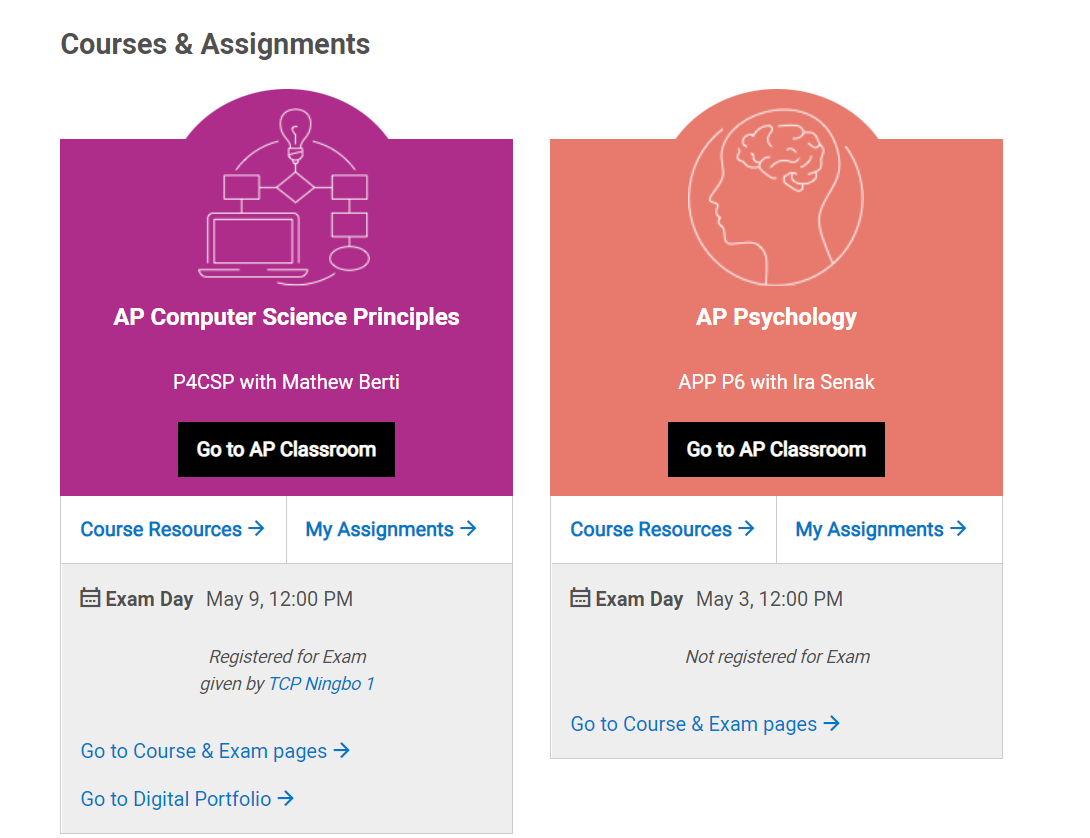 Courses & Assignments
AP Computer Science Principles
P4CSP with Mathew Berti
Go to AP Classroom
Course Resources →
My Assignments →
Exam Day May 9, 12:00 PM
Registered for Exam
given by TCP Ningbo 1
Go to Course & Exam pages →
Go to Digital Portfolio →
AP Psychology
APP P6 with Ira Senak
Go to AP Classroom
Course Resources →
My Assignments →
Exam Day May 3, 12:00 PM
Not registered for Exam
Go to Course & Exam pages →